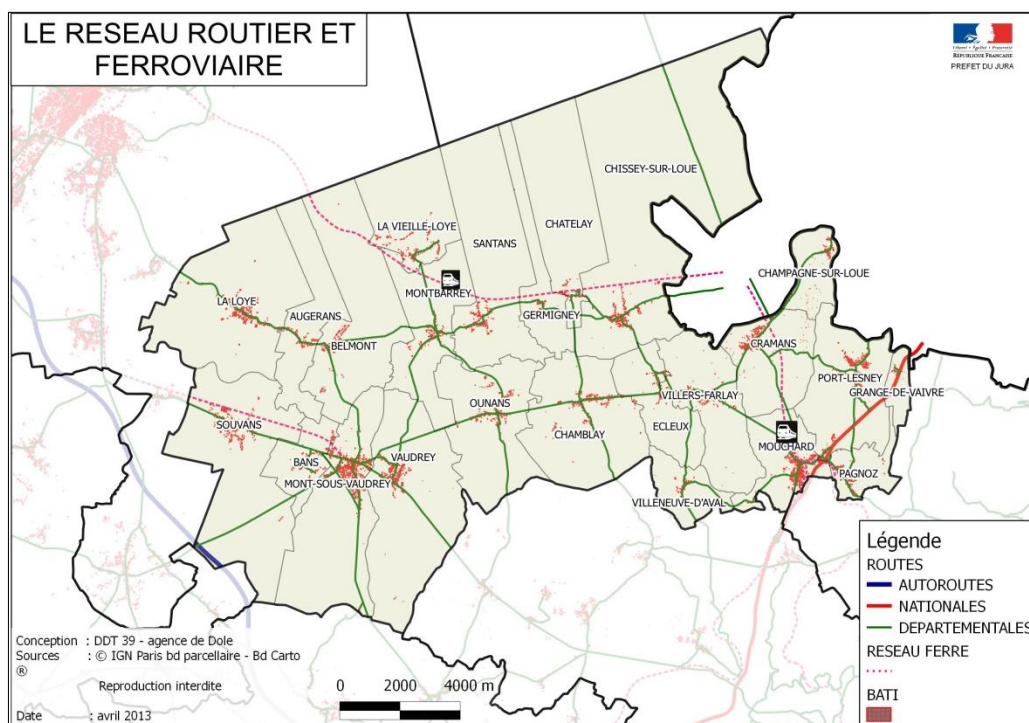 LE RESEAU ROUTIER ET
FERROVIAIRE
Liberté • Égalité • Fraternité
RÉPUBLIQUE FRANÇAISE
PREFET DU JURA
CHISSEY-SUR-LOUE
LA VIEILLE-LOYE
CHATELAY
SANTANS
CHAMPAGNE-SUR-LOUE
MONTBARREY
LA LOYE
AUGERANS
GERMIGNEY
BELMONT
CRAMANS
PORT-LESNEY
GRANGE-DE-VAIVRE
OUNANS
VILLERS-FARLAY
SOUVANS
ECLEUX
CHAMBLAY
MOUCHARD
BANS
VAUDREY
PAGNOZ
MONT-SOUS-VAUDREY
VILLENEUVE-D'AVAL
Légende
ROUTES
AUTOROUTES
NATIONALES
DEPARTEMENTALES
RESEAU FERRE
BATI
Conception : DDT 39 - agence de Dole
Sources : © IGN Paris bd parcellaire - Bd Carto
®
Reproduction interdite
Date : avril 2013
0 2000 4000 m